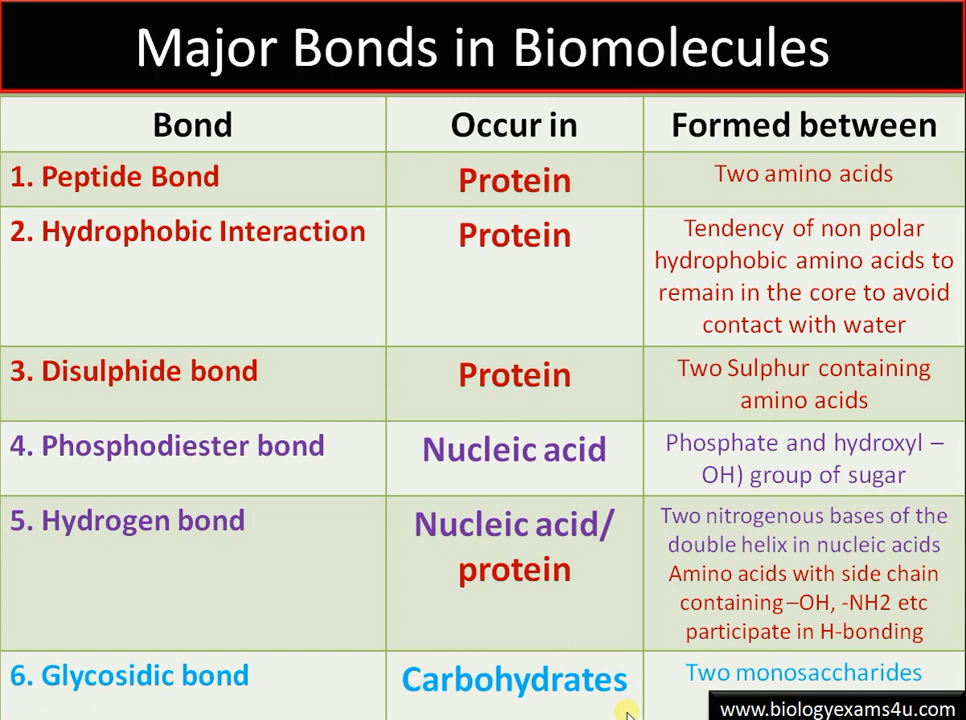 Major Bonds in Biomolecules
Bond
Occur in
Formed between
1. Peptide Bond
Protein
Two amino acids
2. Hydrophobic Interaction
Protein
Tendency of non polar
hydrophobic amino acids to
remain in the core to avoid
contact with water
3. Disulphide bond
Protein
Two Sulphur containing
amino acids
4. Phosphodiester bond
Nucleic acid
Phosphate and hydroxyl –
OH) group of sugar
5. Hydrogen bond
Nucleic acid/
protein
Two nitrogenous bases of the
double helix in nucleic acids
Amino acids with side chain
containing –OH, -NH2 etc
participate in H-bonding
6. Glycosidic bond
Carbohydrates
Two monosaccharides
www.biologyexams4u.com